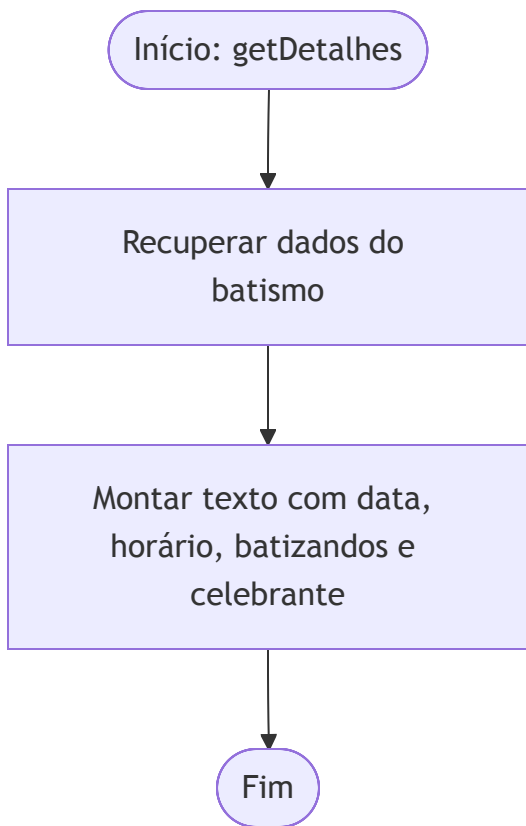 Início: getDetalhes
Recuperar dados do
batismo
Montar texto com data,
horário, batizandos e
celebrante
Fim